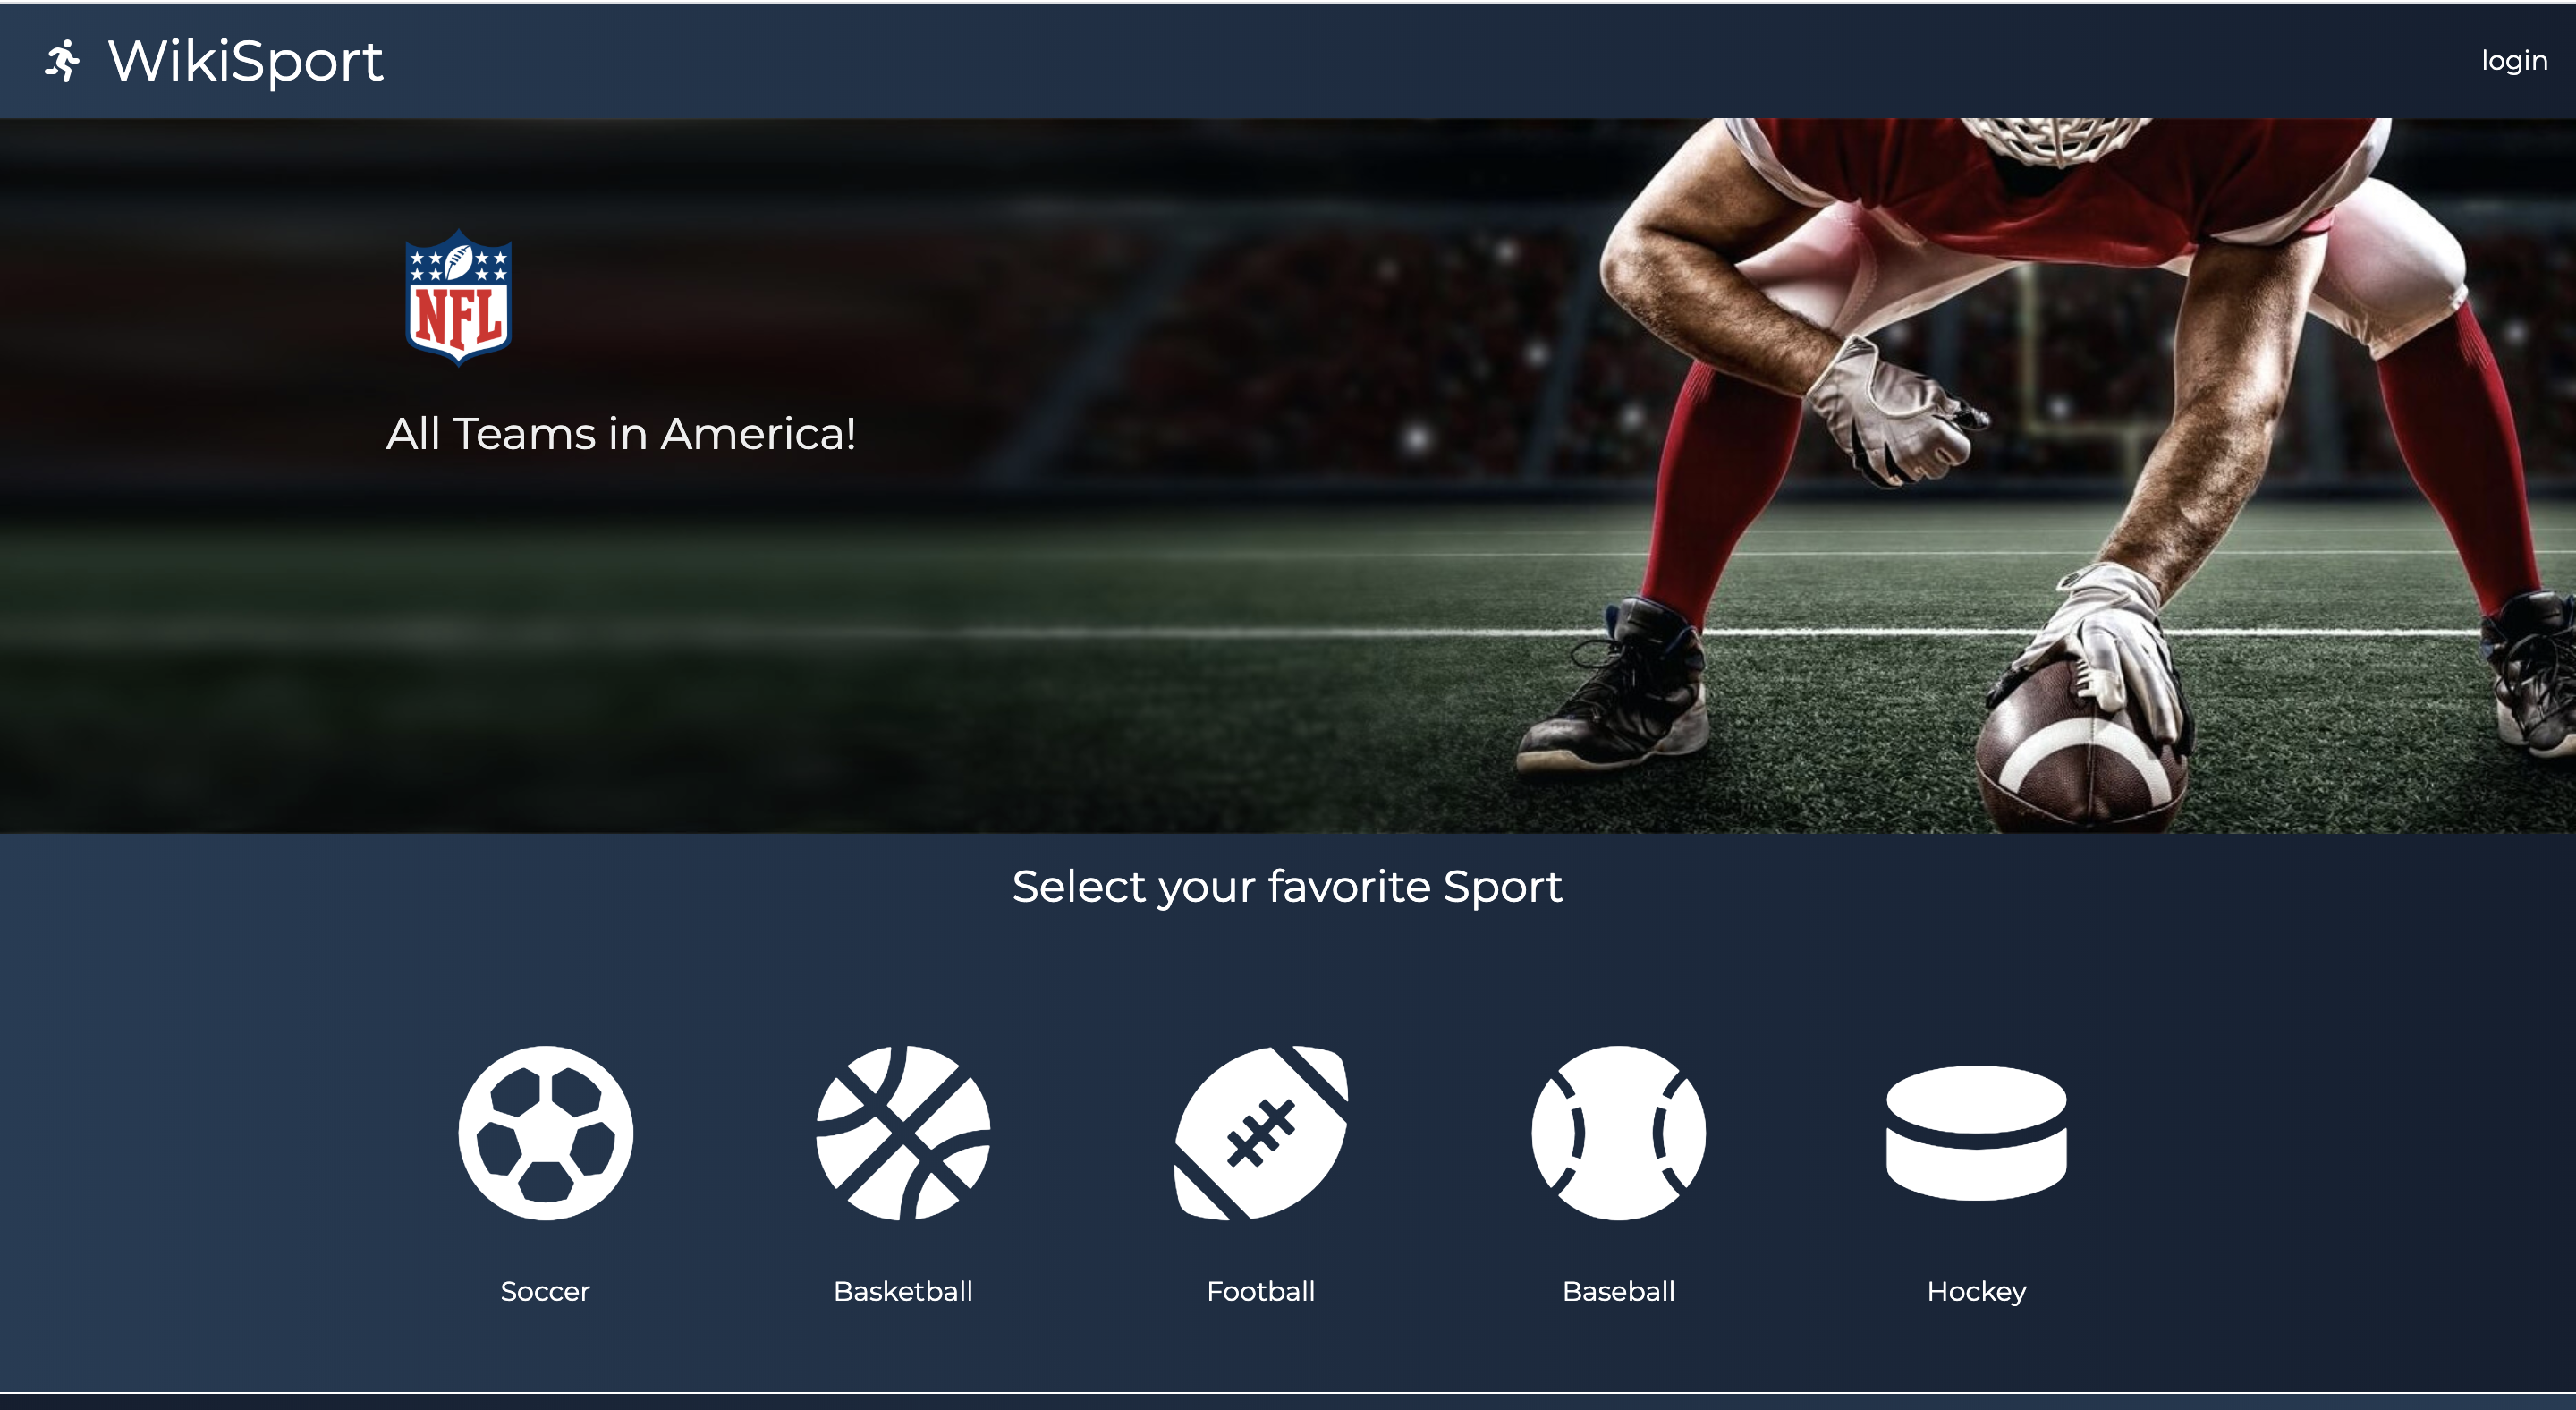 WikiSport
login
NFL
All Teams in America!
Select your favorite Sport
Soccer
Basketball
Football
Baseball
Hockey